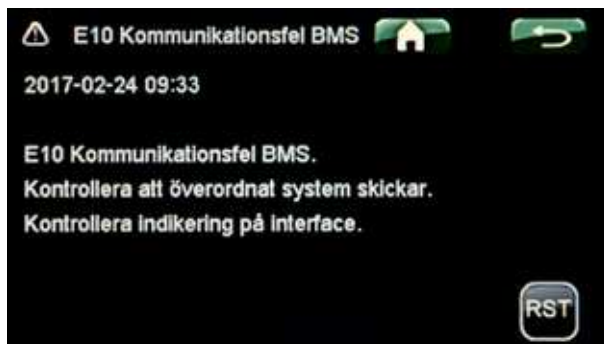 E10 Kommunikationsfel BMS
2017-02-24 09:33
E10 Kommunikationsfel BMS.
Kontrollera att överordnat system skickar.
Kontrollera indikering på interface.
RST